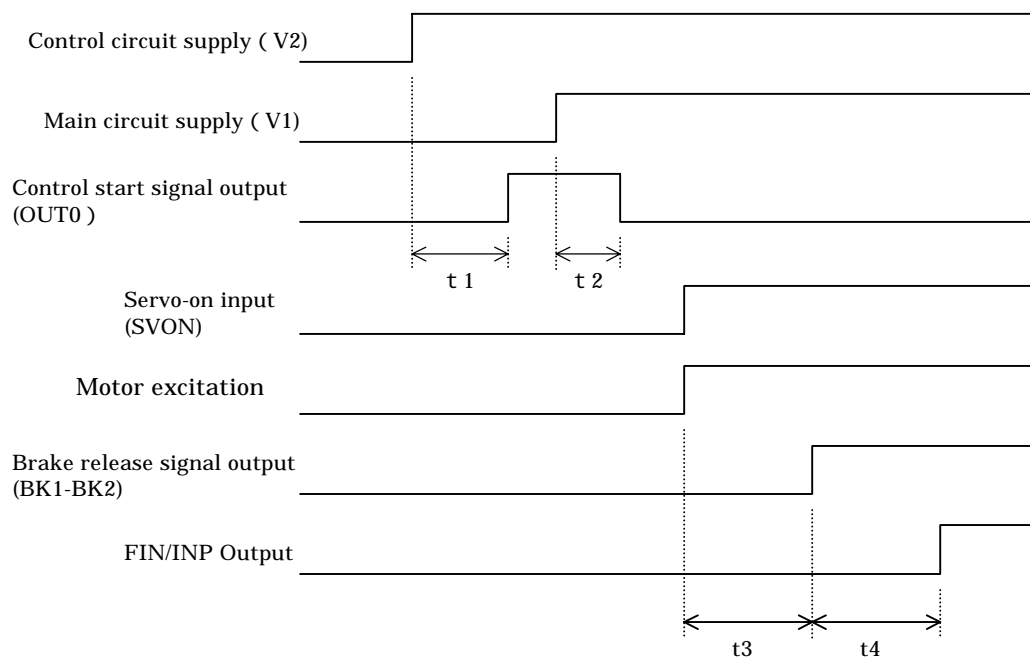 Control circuit supply ( V2)
Main circuit supply ( V1)
Control start signal output
(OUT0 )
t 1
t 2
Servo-on input
(SVON)
Motor excitation
Brake release signal output
(BK1-BK2)
FIN/INP Output
t3
t4